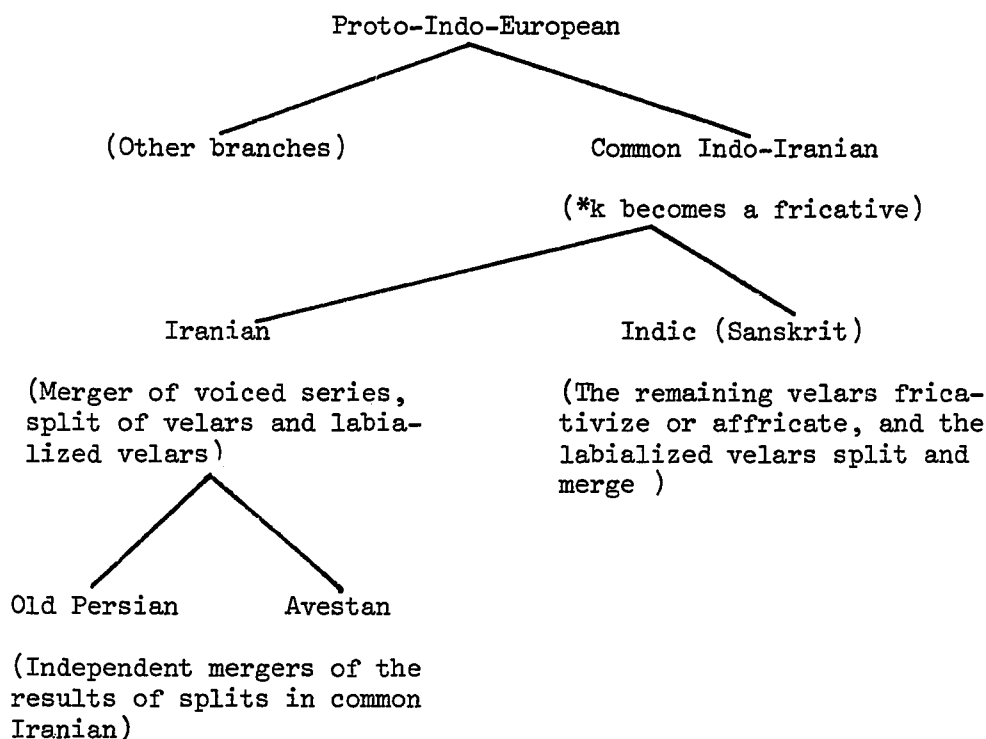 Proto-Indo-European
(Other branches)
Common Indo-Iranian
(*k becomes a fricative)
Iranian
Indic (Sanskrit)
(Merger of voiced series,
split of velars and labia-
lized velars)
(The remaining velars frica-
tivize or affricate, and the
labialized velars split and
merge )
Old Persian
Avestan
(Independent mergers of the
results of splits in common
Iranian)